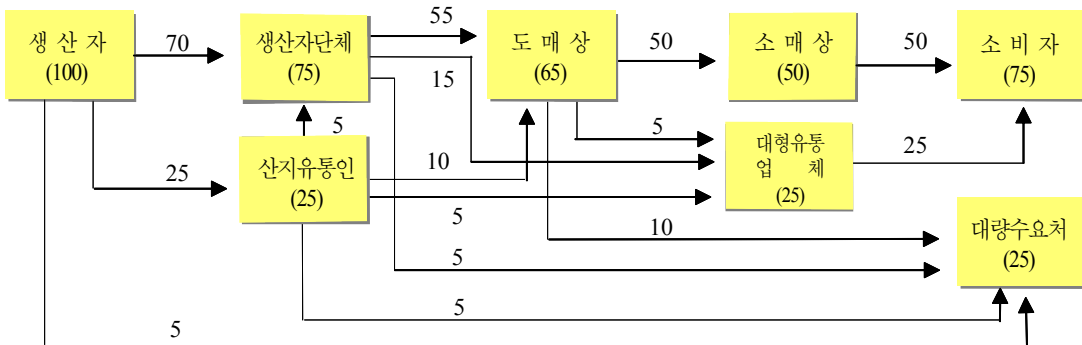 생 산 자
(100)
70
생산자단체
(75)
55
15
도 매 상
(65)
50
소 매 상
(50)
50
소 비 자
(75)
25
5
산지유통인
(25)
10
5
5
대형유통
업 체
(25)
25
10
대량수요처
(25)
5
5
5